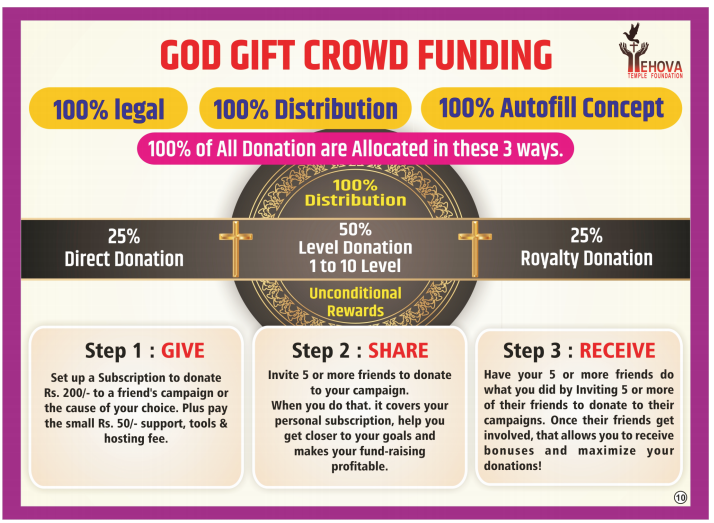 GOD GIFT CROWD FUNDING
EHOVA
TEMPLE FOUNDATION
100% legal
100% Distribution
100% Autofill Concept
100% of All Donation are Allocated in these 3 ways.
100%
Distribution
25%
Direct Donation
50%
Level Donation
1 to 10 Level
25%
Royalty Donation
Unconditional
Rewards
Step 1 : GIVE
Set up a Subscription to donate
Rs. 200/- to a friend's campaign or
the cause of your choice. Plus pay
the small Rs. 50/- support, tools &
hosting fee.
Step 2 : SHARE
Invite 5 or more friends to donate
to your campaign.
When you do that. it covers your
personal subscription, help you
get closer to your goals and
makes your fund-raising
profitable.
Step 3 : RECEIVE
Have your 5 or more friends do
what you did by Inviting 5 or more
of their friends to donate to their
campaigns. Once their friends get
involved, that allows you to receive
bonuses and maximize your
donations!
10